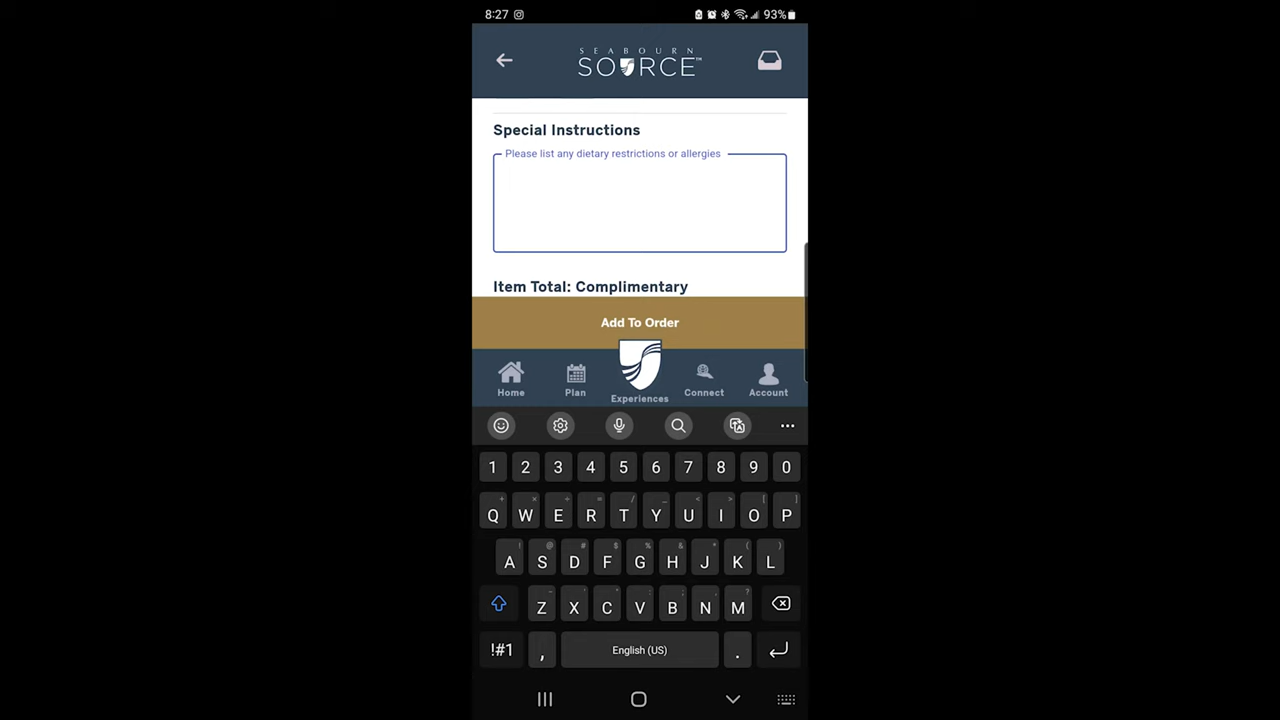 8:27 93%
SEABOURN
SOURCE™
Special Instructions
Please list any dietary restrictions or allergies
Item Total: Complimentary
Add To Order
Home Plan Experiences Connect Account
1 2 3 4 5 6 7 8 9 0
+ × ÷ = / _ < > [ ]
Q W E R T Y U I O P
! @ # $ % & * ( )
A S D F G H J K L
- ' " : ; , ?
Z X C V B N M
!#1 , English (US) .